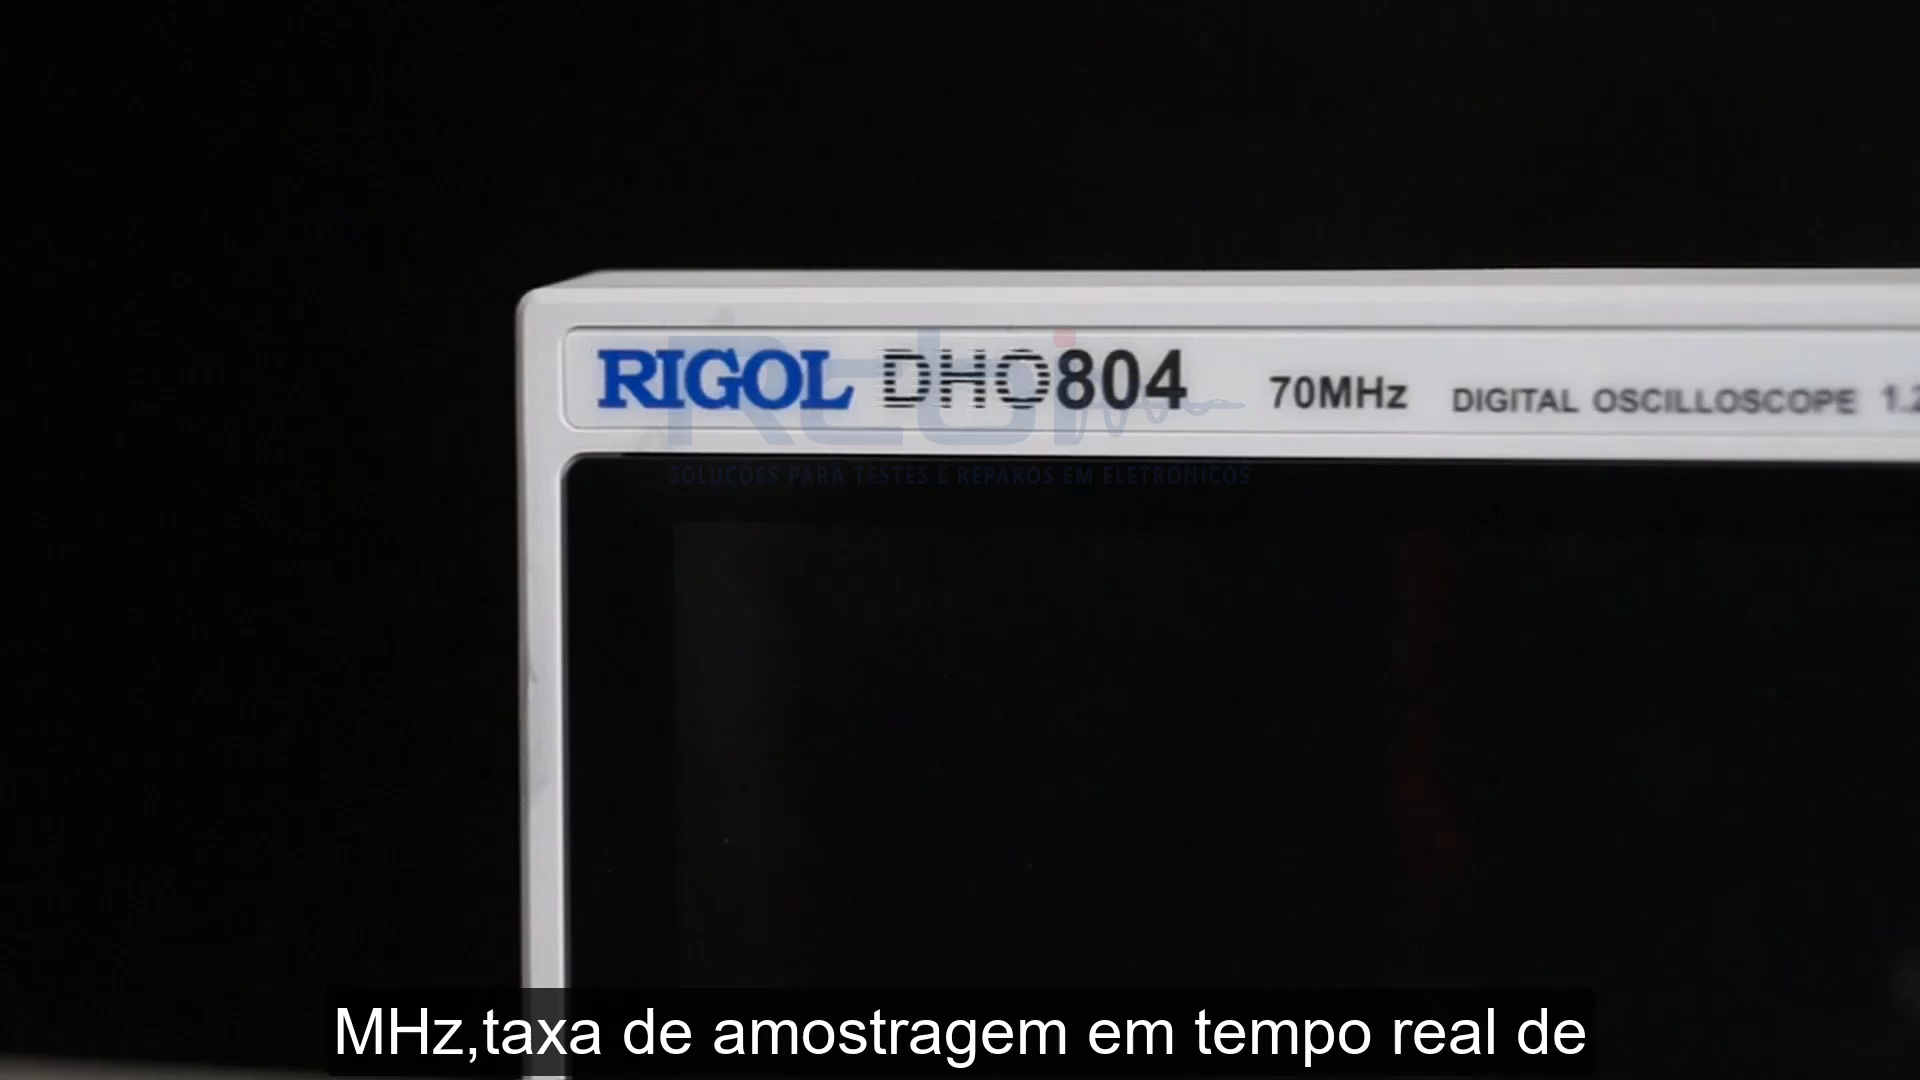 RIGOL DHO804 70MHz DIGITAL OSCILLOSCOPE
Rebi
SOLUÇÕES PARA TESTES E REPAROS EM ELETRÔNICOS
MHz,taxa de amostragem em tempo real de